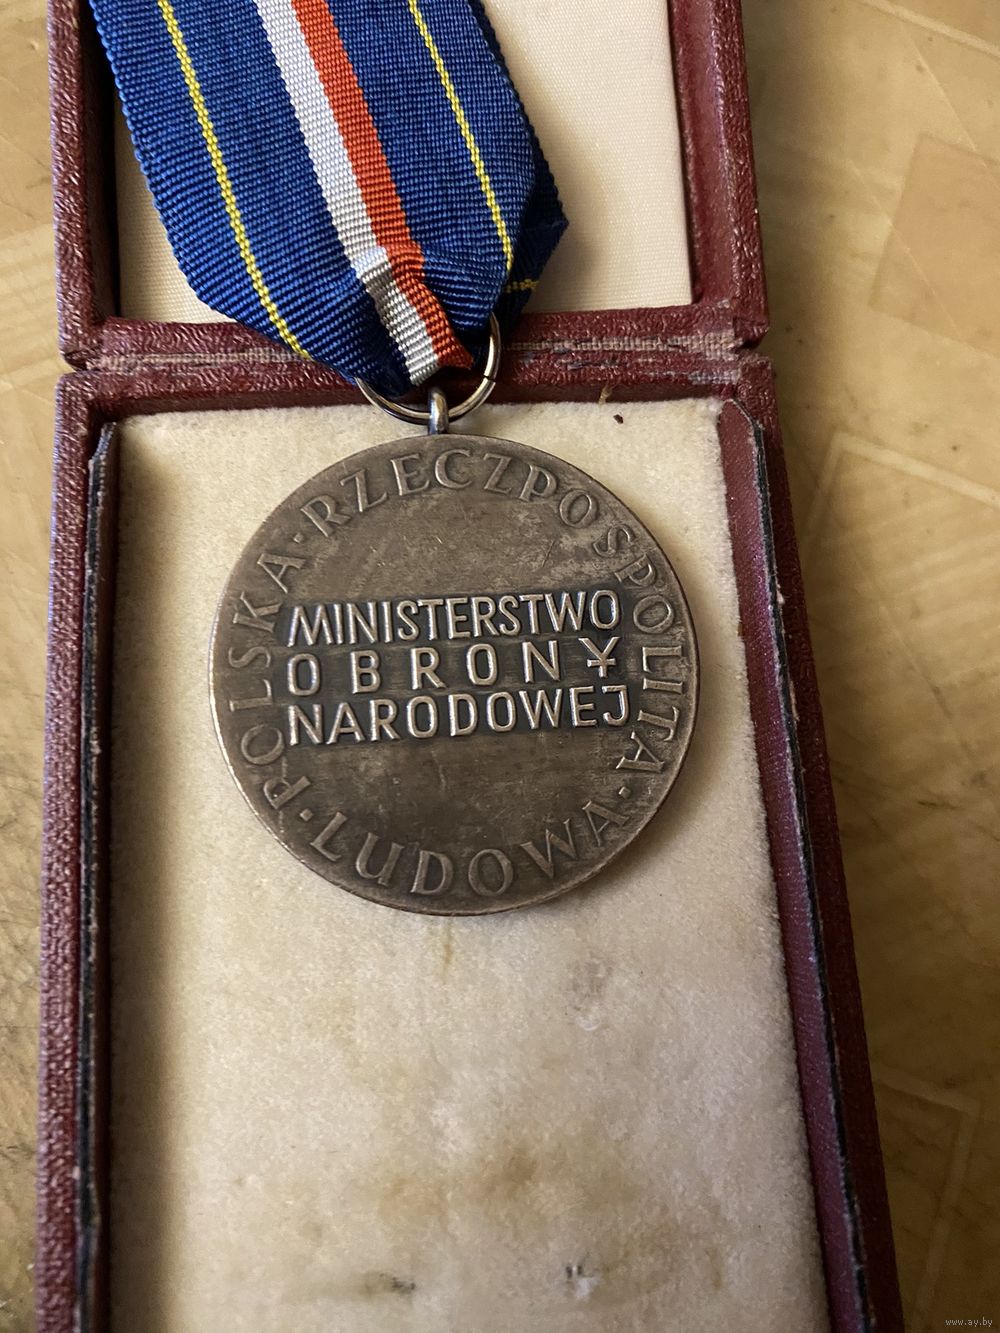 POLSKA · RZECZPOSPOLITA · LUDOWA ·
MINISTERSTWO
OBRONY
NARODOWEJ
www.ay.by